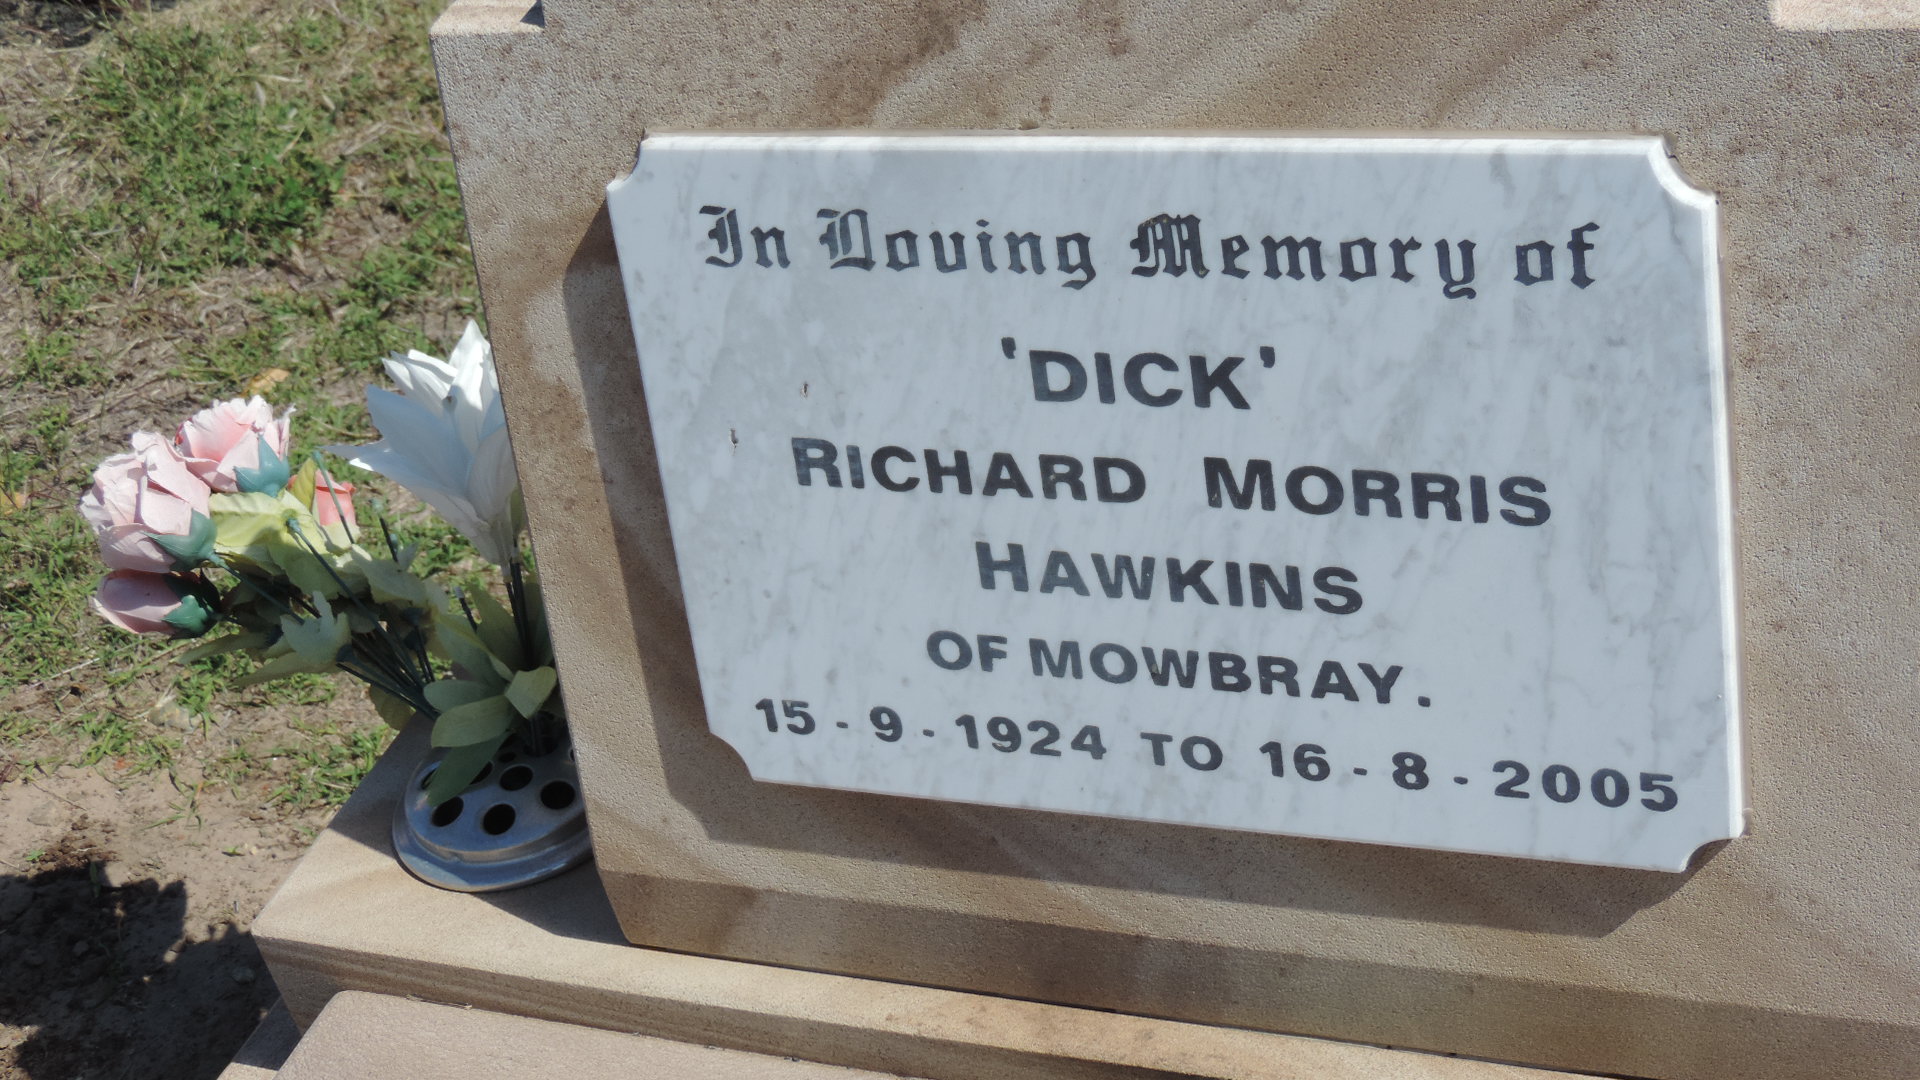 In Loving Memory of
'DICK'
RICHARD MORRIS
HAWKINS
OF MOWBRAY.
15-9-1924 TO 16-8-2005